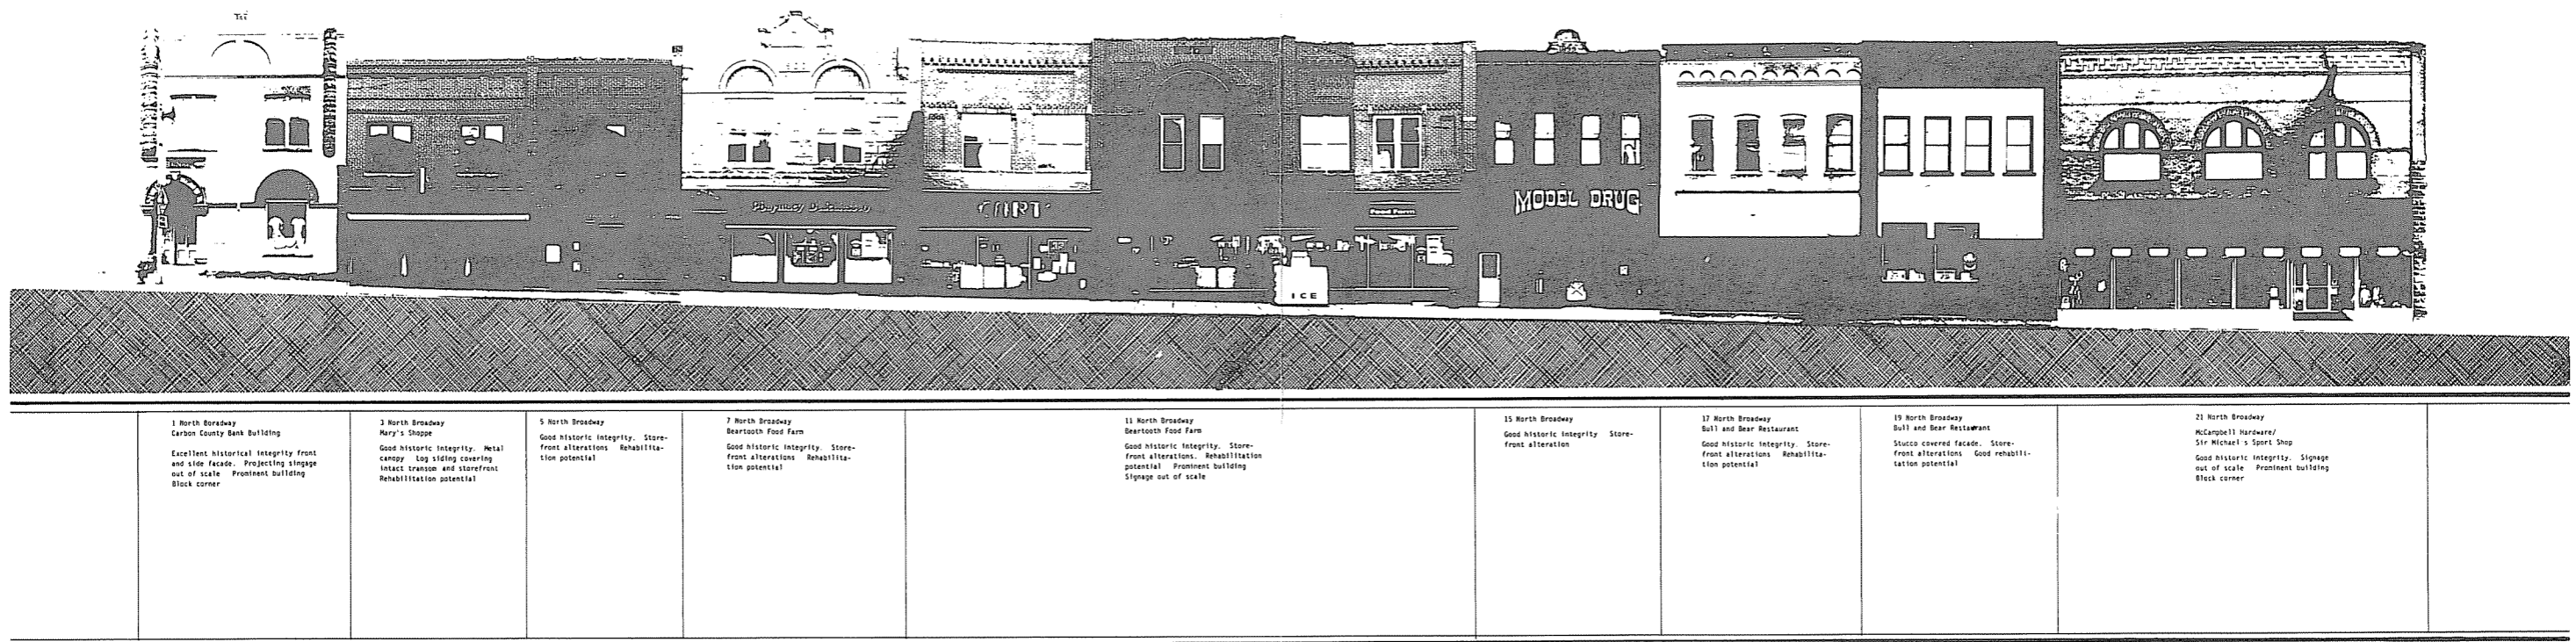 MODEL DRUG
Food Farm
ICE
1 North Boradway
Carbon County Bank Building
Excellent historical integrity front
and side facade. Projecting singage
out of scale Prominent building
Block corner
3 North Broadway
Mary's Shoppe
Good historic integrity. Metal
canopy Log siding covering
intact transom and storefront
Rehabilitation potential
5 North Broadway
Good historic integrity. Store-
front alterations Rehabilita-
tion potential
7 North Broadway
Beartooth Food Farm
Good historic integrity. Store-
front alterations Rehabilita-
tion potential
11 North Broadway
Beartooth Food Farm
Good historic integrity. Store-
front alterations. Rehabilitation
potential Prominent building
Signage out of scale
15 North Broadway
Good historic integrity Store-
front alteration
17 North Broadway
Bull and Bear Restaurant
Good historic integrity. Store-
front alterations Rehabilita-
tion potential
19 North Broadway
Bull and Bear Restaurant
Stucco covered facade. Store-
front alterations Good rehabili-
tation potential
21 North Broadway
McCampbell Hardware/
Sir Michael s Sport Shop
Good historic integrity. Signage
out of scale Prominent building
Block corner